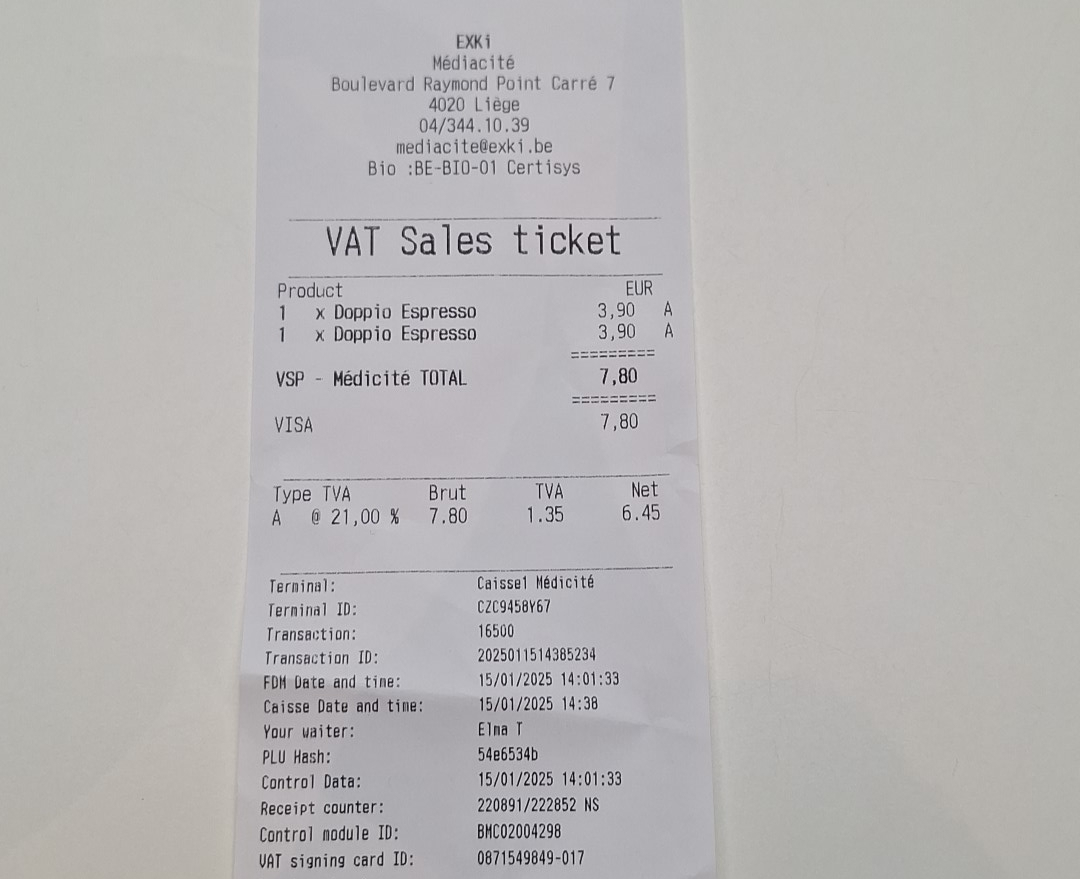 EXKi
Médiacité
Boulevard Raymond Point Carré 7
4020 Liège
04/344.10.39
mediacite@exki.be
Bio :BE-BIO-01 Certisys
VAT Sales ticket
Product EUR
1 x Doppio Espresso 3,90 A
1 x Doppio Espresso 3,90 A
=========
VSP - Médicité TOTAL 7,80
=========
VISA 7,80
Type TVA Brut TVA Net
A @ 21,00 % 7.80 1.35 6.45
Terminal: Caisse1 Médicité
Terminal ID: CZC9458Y67
Transaction: 16500
Transaction ID: 2025011514385234
FDM Date and time: 15/01/2025 14:01:33
Caisse Date and time: 15/01/2025 14:38
Your waiter: Elma T
PLU Hash: 54e6534b
Control Data: 15/01/2025 14:01:33
Receipt counter: 220891/222852 NS
Control module ID: BMC02004298
VAT signing card ID: 0871549849-017